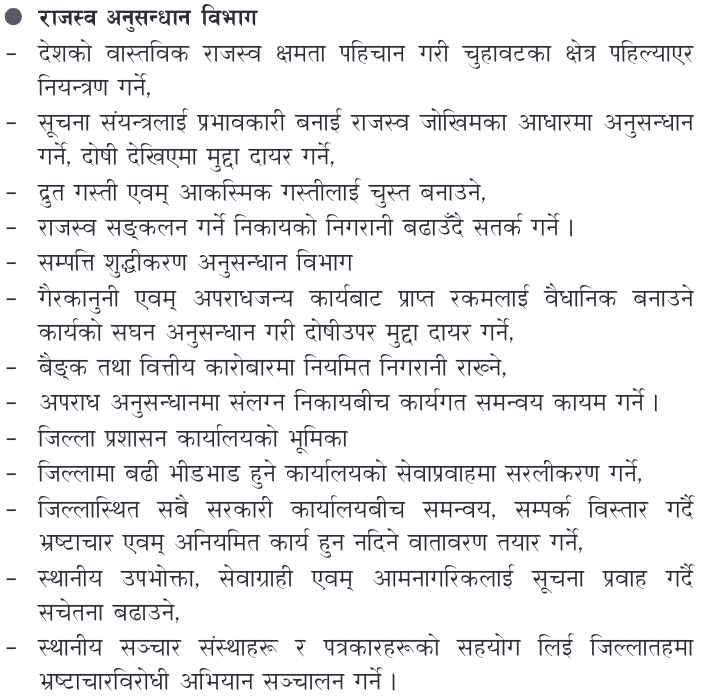 ● राजस्व अनुसन्धान विभाग
– देशको वास्तविक राजस्व क्षमता पहिचान गरी चुहावटका क्षेत्र पहिल्याएर
नियन्त्रण गर्ने,
– सूचना संयन्त्रलाई प्रभावकारी बनाई राजस्व जोखिमका आधारमा अनुसन्धान
गर्ने, दोषी देखिएमा मुद्दा दायर गर्ने,
– द्रुत गस्ती एवम् आकस्मिक गस्तीलाई चुस्त बनाउने,
– राजस्व सङ्कलन गर्ने निकायको निगरानी बढाउँदै सतर्क गर्ने ।
– सम्पत्ति शुद्धीकरण अनुसन्धान विभाग
– गैरकानुनी एवम् अपराधजन्य कार्यबाट प्राप्त रकमलाई वैधानिक बनाउने
कार्यको सघन अनुसन्धान गरी दोषीउपर मुद्दा दायर गर्ने,
– बैङ्क तथा वित्तीय कारोबारमा नियमित निगरानी राख्ने,
– अपराध अनुसन्धानमा संलग्न निकायबीच कार्यगत समन्वय कायम गर्ने ।
– जिल्ला प्रशासन कार्यालयको भूमिका
– जिल्लामा बढी भीडभाड हुने कार्यालयको सेवाप्रवाहमा सरलीकरण गर्ने,
– जिल्लास्थित सबै सरकारी कार्यालयबीच समन्वय, सम्पर्क विस्तार गर्दै
भ्रष्टाचार एवम् अनियमित कार्य हुन नदिने वातावरण तयार गर्ने,
– स्थानीय उपभोक्ता, सेवाग्राही एवम् आमनागरिकलाई सूचना प्रवाह गर्दै
सचेतना बढाउने,
– स्थानीय सञ्चार संस्थाहरू र पत्रकारहरूको सहयोग लिई जिल्लातहमा
भ्रष्टाचारविरोधी अभियान सञ्चालन गर्ने ।